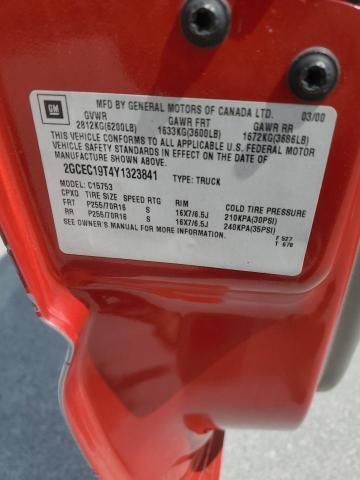 GM
MFD BY GENERAL MOTORS OF CANADA LTD. 03/00
GVWR GAWR FRT GAWR RR
2812KG(6200LB) 1633KG(3600LB) 1672KG(3686LB)
THIS VEHICLE CONFORMS TO ALL APPLICABLE U.S. FEDERAL MOTOR
VEHICLE SAFETY STANDARDS IN EFFECT ON THE DATE OF
MANUFACTURE SHOWN ABOVE.
2GCEC19T4Y1323841 TYPE: TRUCK
MODEL: C15753
CPXO TIRE SIZE SPEED RTG RIM COLD TIRE PRESSURE
FRT P255/70R16 S 16X7/6.5J 210KPA(30PSI)
RR P255/70R16 S 16X7/6.5J 240KPA(35PSI)
SEE OWNER'S MANUAL FOR MORE INFORMATION.
F 527
T 670